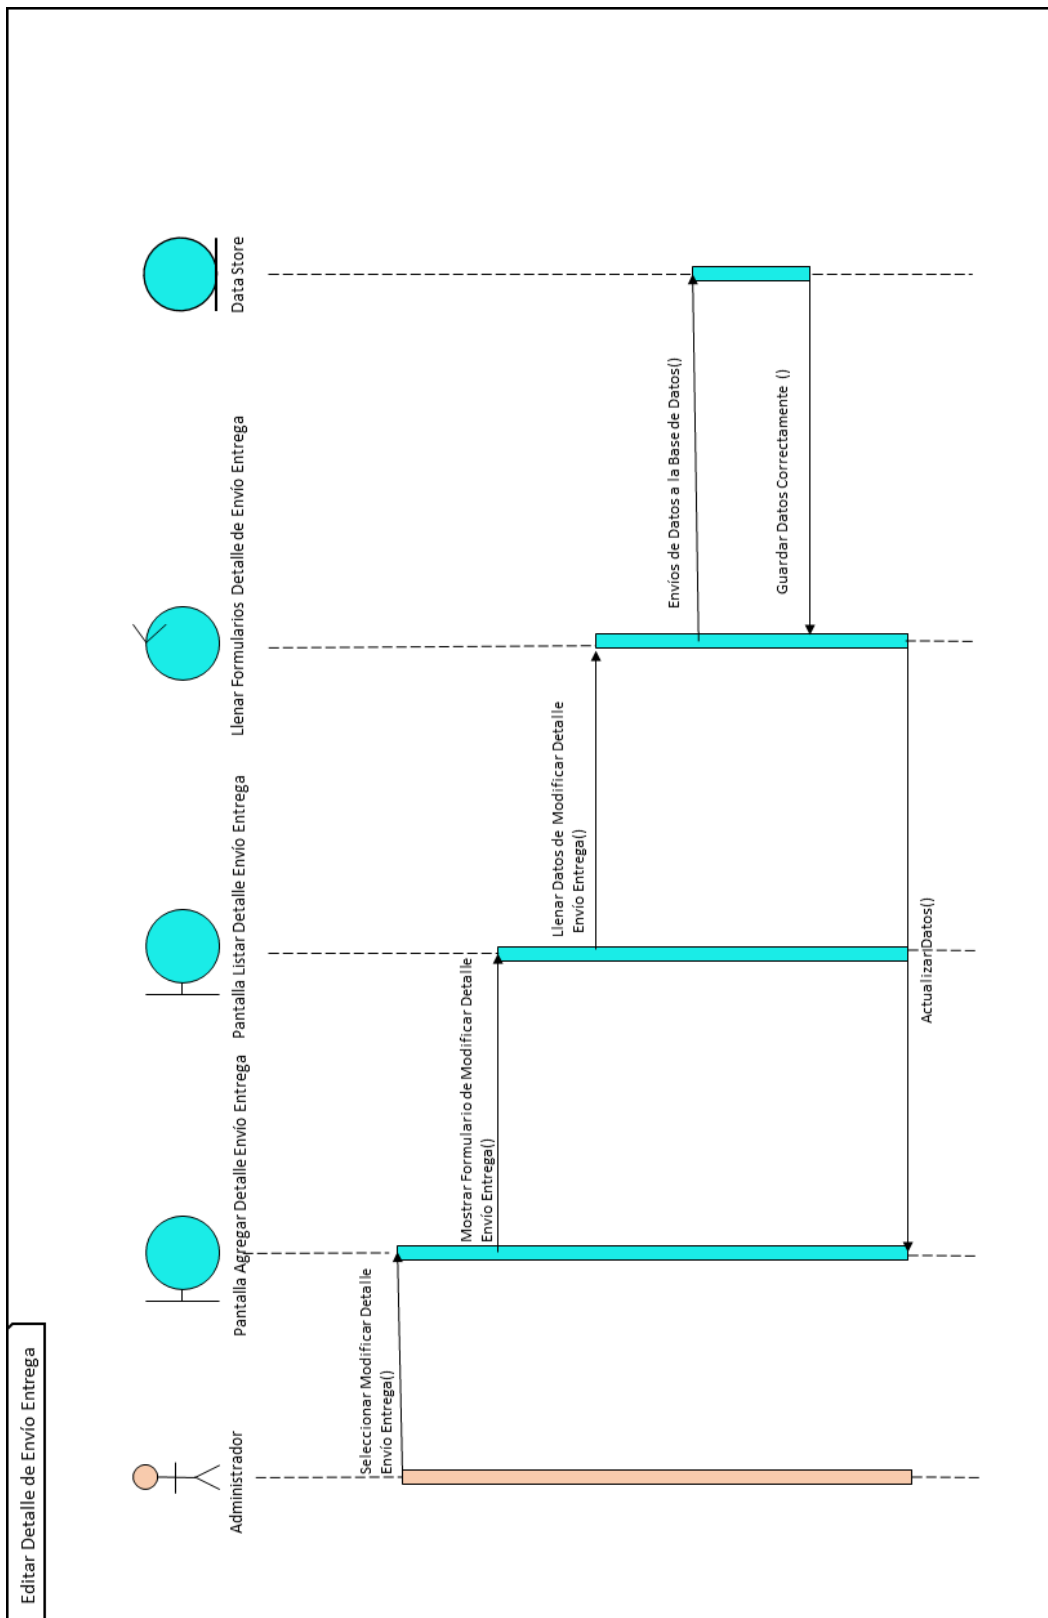 Editar Detalle de Envío Entrega
Administrador
Pantalla Agregar Detalle Envío Entrega
Pantalla Listar Detalle Envío Entrega
Llenar Formularios Detalle de Envío Entrega
Data Store
Seleccionar Modificar Detalle
Envío Entrega()
Mostrar Formulario de Modificar Detalle
Envío Entrega()
Llenar Datos de Modificar Detalle
Envío Entrega()
Envíos de Datos a la Base de Datos()
Guardar Datos Correctamente ()
Actualizar Datos()